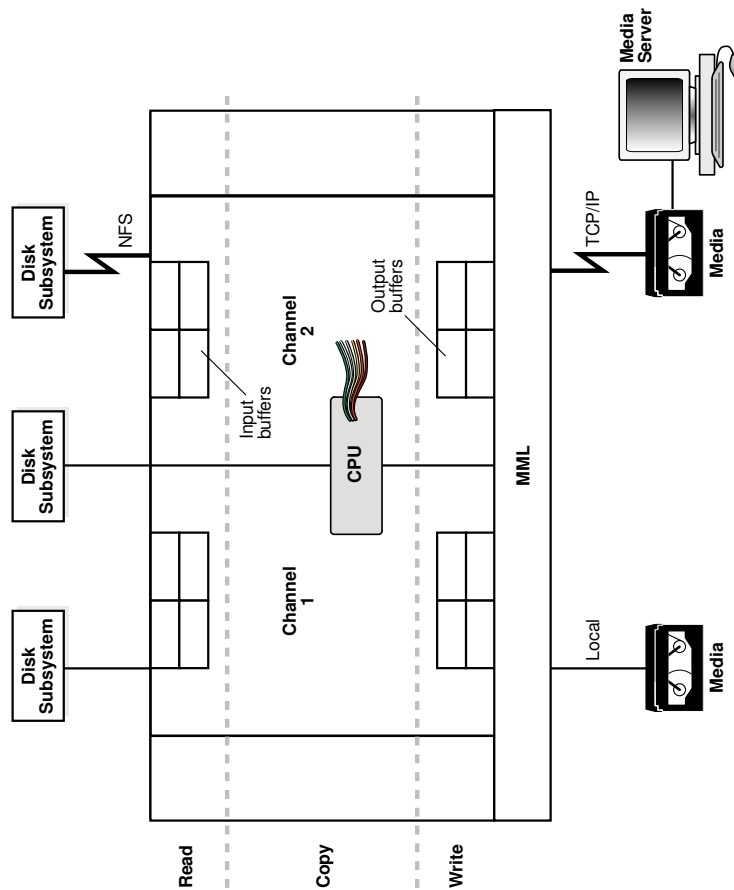 Disk
Subsystem
Disk
Subsystem
Disk
Subsystem
NFS
Read
Input
buffers
Channel
1
Channel
2
CPU
Copy
Output
buffers
Write
MML
Local
TCP/IP
Media
Media
Media
Server